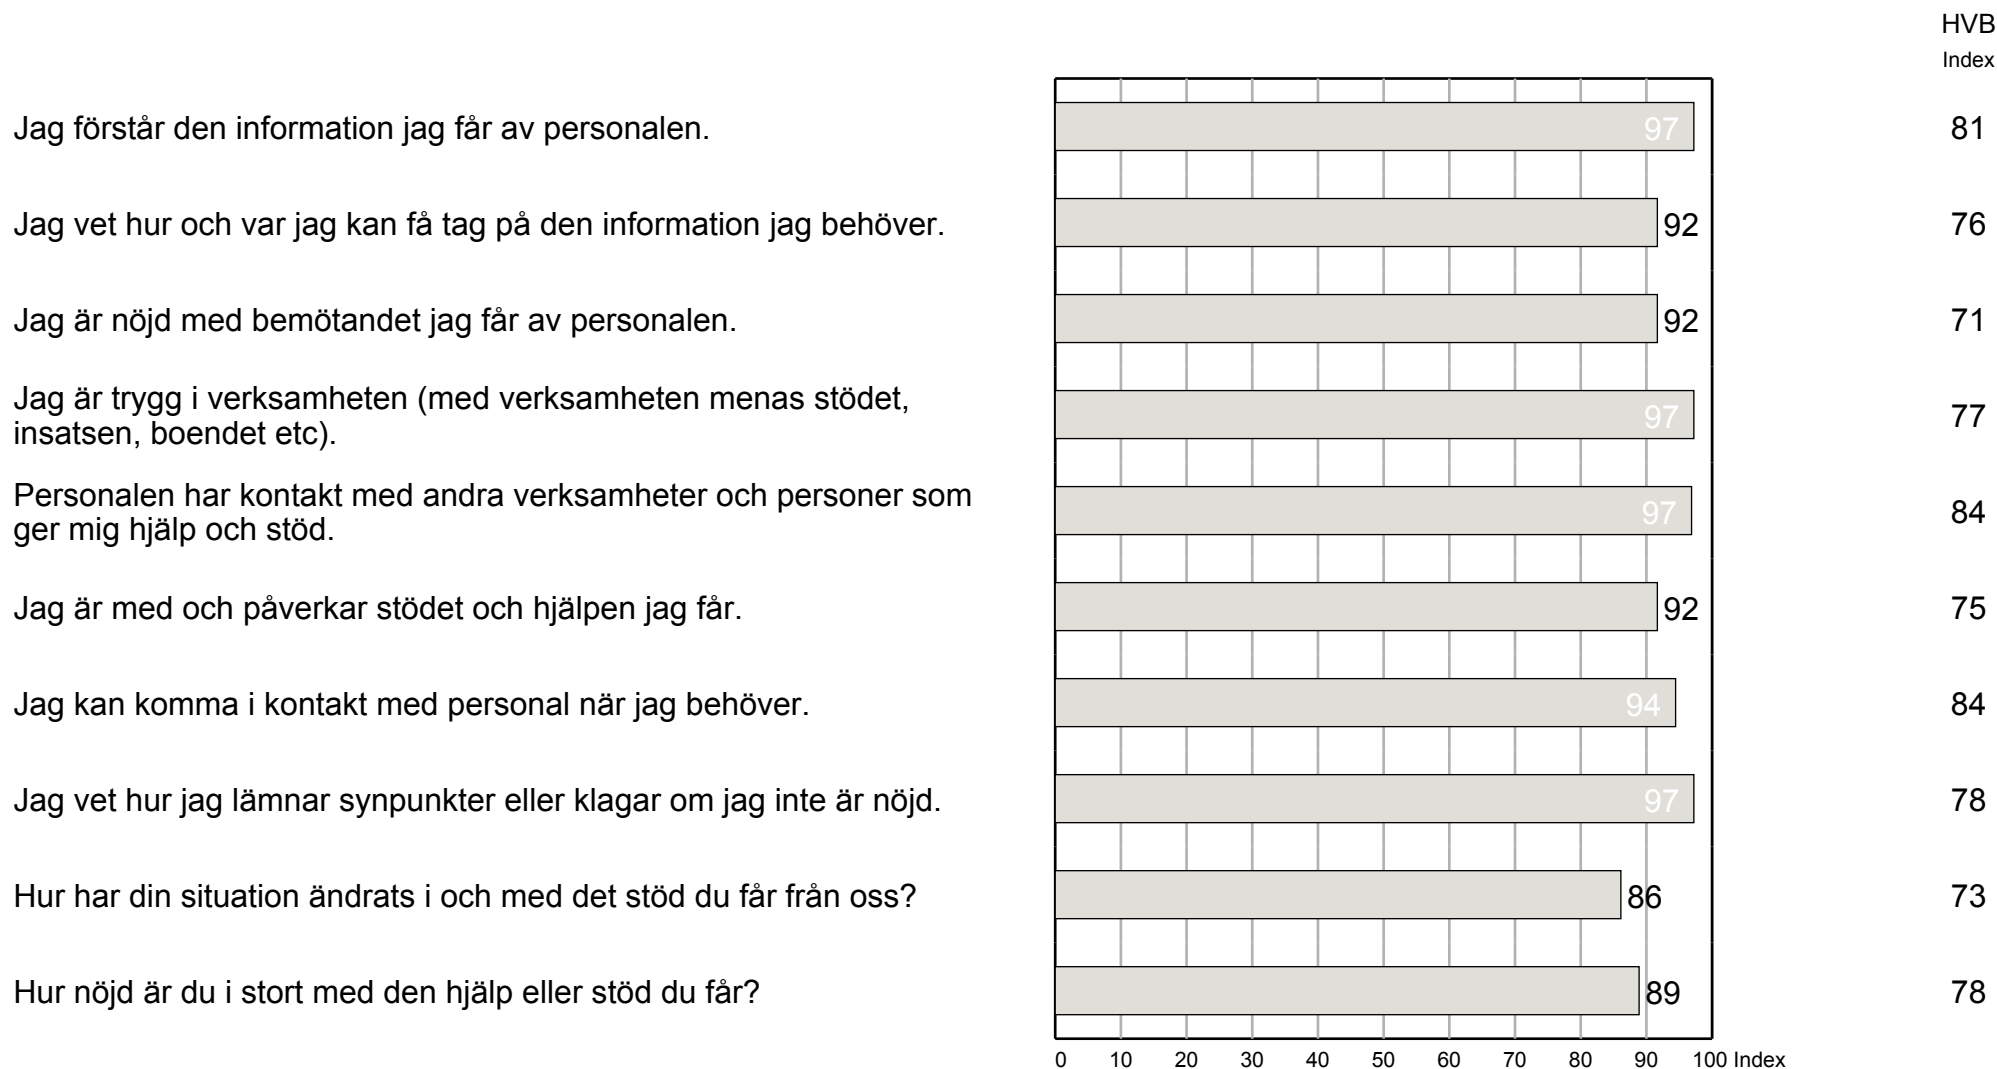 HVB
Index
Jag förstår den information jag får av personalen. 97 81
Jag vet hur och var jag kan få tag på den information jag behöver. 92 76
Jag är nöjd med bemötandet jag får av personalen. 92 71
Jag är trygg i verksamheten (med verksamheten menas stödet,
insatsen, boendet etc). 97 77
Personalen har kontakt med andra verksamheter och personer som
ger mig hjälp och stöd. 97 84
Jag är med och påverkar stödet och hjälpen jag får. 92 75
Jag kan komma i kontakt med personal när jag behöver. 94 84
Jag vet hur jag lämnar synpunkter eller klagar om jag inte är nöjd. 97 78
Hur har din situation ändrats i och med det stöd du får från oss? 86 73
Hur nöjd är du i stort med den hjälp eller stöd du får? 89 78
0 10 20 30 40 50 60 70 80 90 100 Index